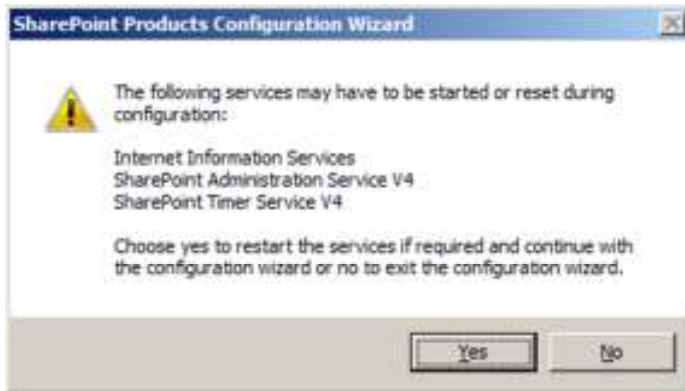 SharePoint Products Configuration Wizard
The following services may have to be started or reset during
configuration:
Internet Information Services
SharePoint Administration Service V4
SharePoint Timer Service V4
Choose yes to restart the services if required and continue with
the configuration wizard or no to exit the configuration wizard.
Yes
No